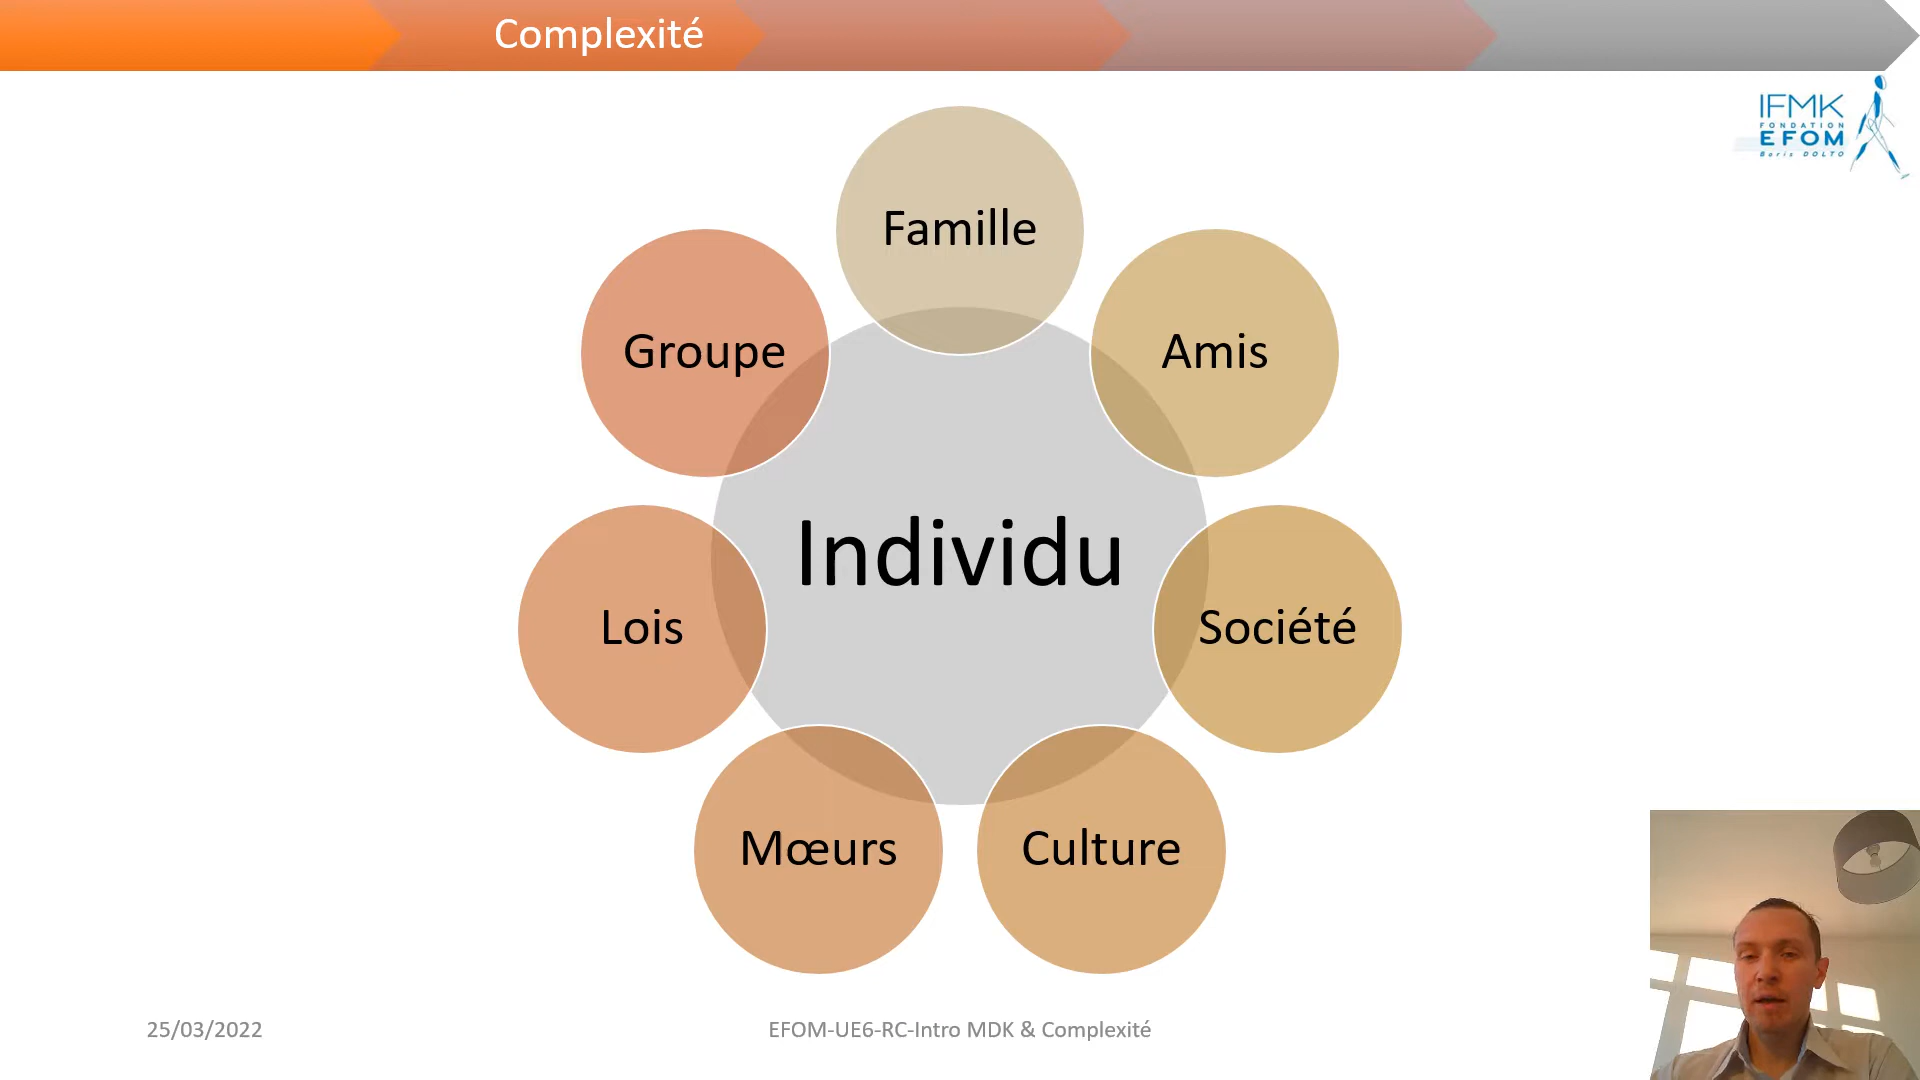 Complexité
IFMK
FONDATION
EFOM
Boris DOLTO
Famille
Groupe
Amis
Individu
Lois
Société
Mœurs
Culture
25/03/2022
EFOM-UE6-RC-Intro MDK & Complexité